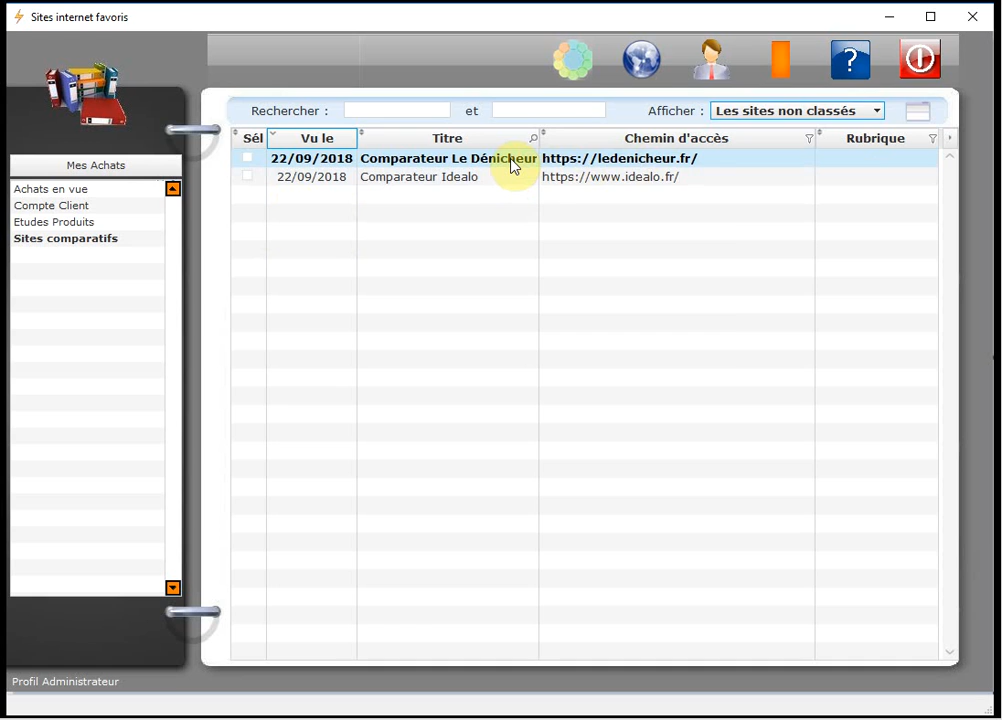 Sites internet favoris
?
Rechercher : et Afficher : Les sites non classés
Sél Vu le Titre Chemin d'accès Rubrique
22/09/2018 Comparateur Le Dénicheur https://ledenicheur.fr/
22/09/2018 Comparateur Idealo https://www.idealo.fr/
Mes Achats
Achats en vue
Compte Client
Etudes Produits
Sites comparatifs
Profil Administrateur